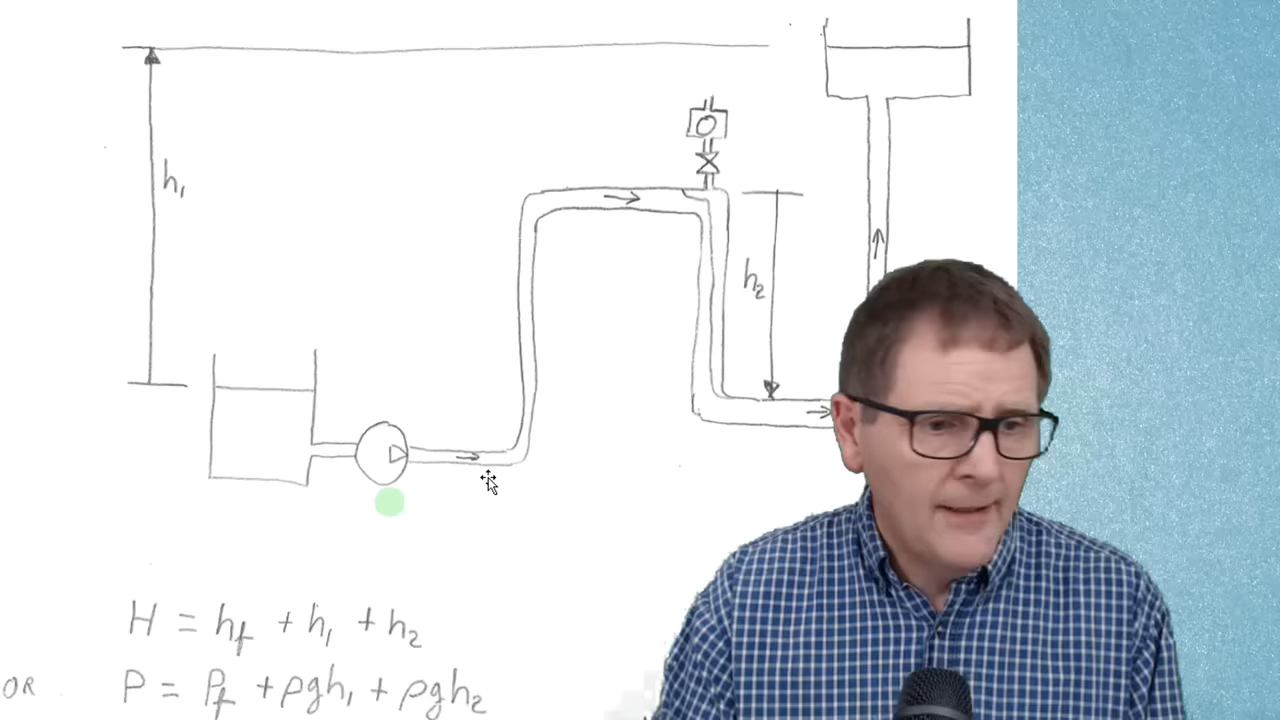 h₁
h₂
H = hf + h₁ + h₂
OR P = Pf + ρgh₁ + ρgh₂